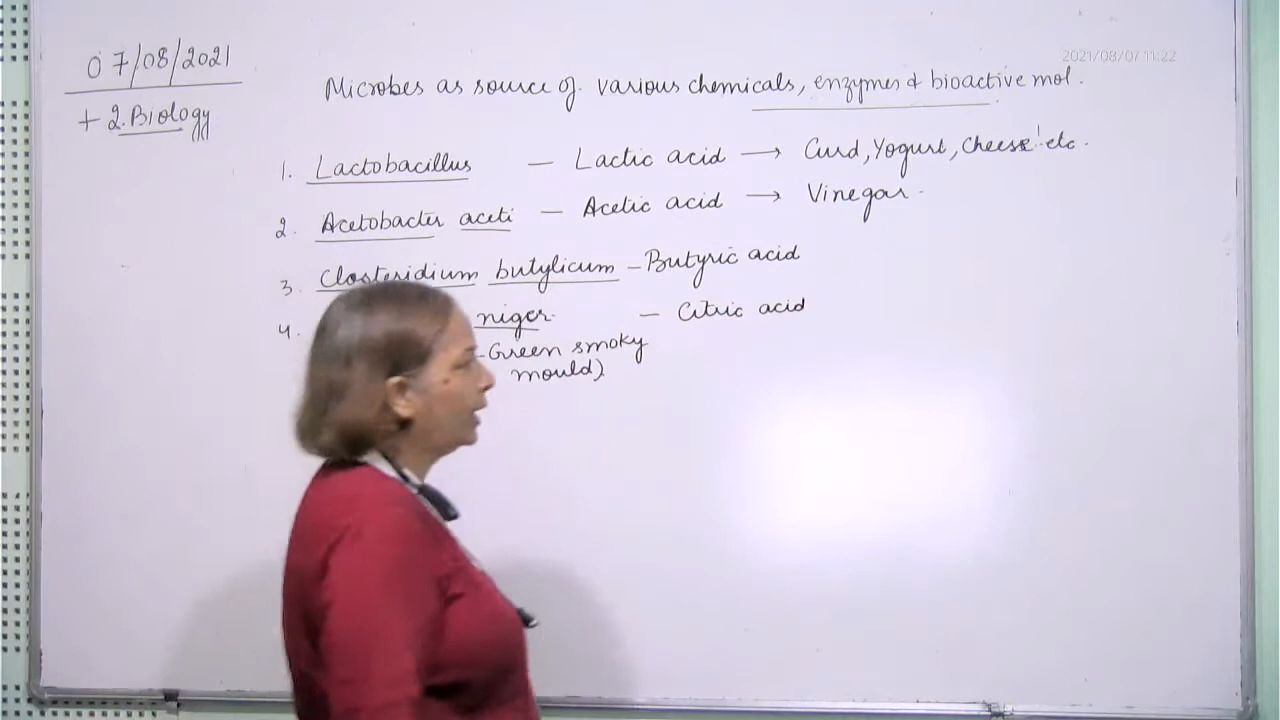 07/08/2021
+2 Biology
2021/08/07 11:22
Microbes as source of various chemicals, enzymes & bioactive mol.
1. Lactobacillus — Lactic acid → Curd, Yogurt, Cheese etc.
2. Acetobacter aceti — Acetic acid → Vinegar.
3. Closteridium butylicum — Butyric acid
4. niger — Citric acid
- Green smoky
mould)